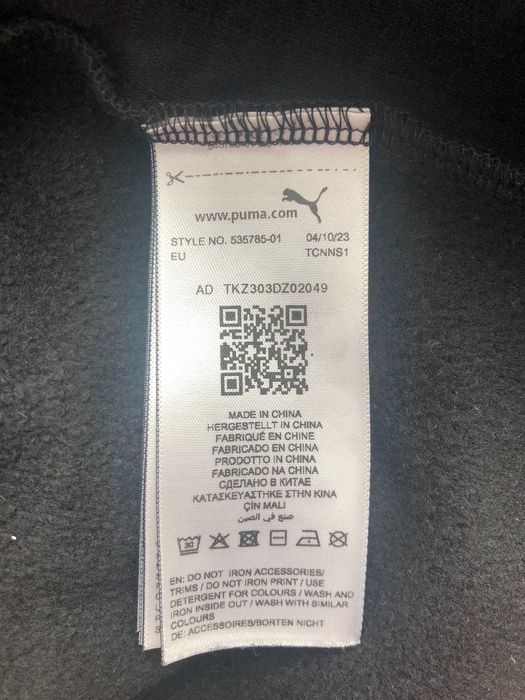 www.puma.com
STYLE NO. 535785-01 04/10/23
EU TCNNS1
AD TKZ303DZ02049
MADE IN CHINA
HERGESTELLT IN CHINA
FABRIQUÉ EN CHINE
FABRICADO EN CHINA
PRODOTTO IN CHINA
FABRICADO NA CHINA
СДЕЛАНО В КИТАЕ
ΚΑΤΑΣΚΕΥΑΣΤΗΚΕ ΣΤΗΝ ΚΙΝΑ
ÇİN MALI
صنع في الصين
30
EN: DO NOT IRON ACCESSORIES/
TRIMS / DO NOT IRON PRINT / USE
DETERGENT FOR COLOURS / WASH AND
IRON INSIDE OUT / WASH WITH SIMILAR
COLOURS
DE: ACCESSOIRES/BORTEN NICHT